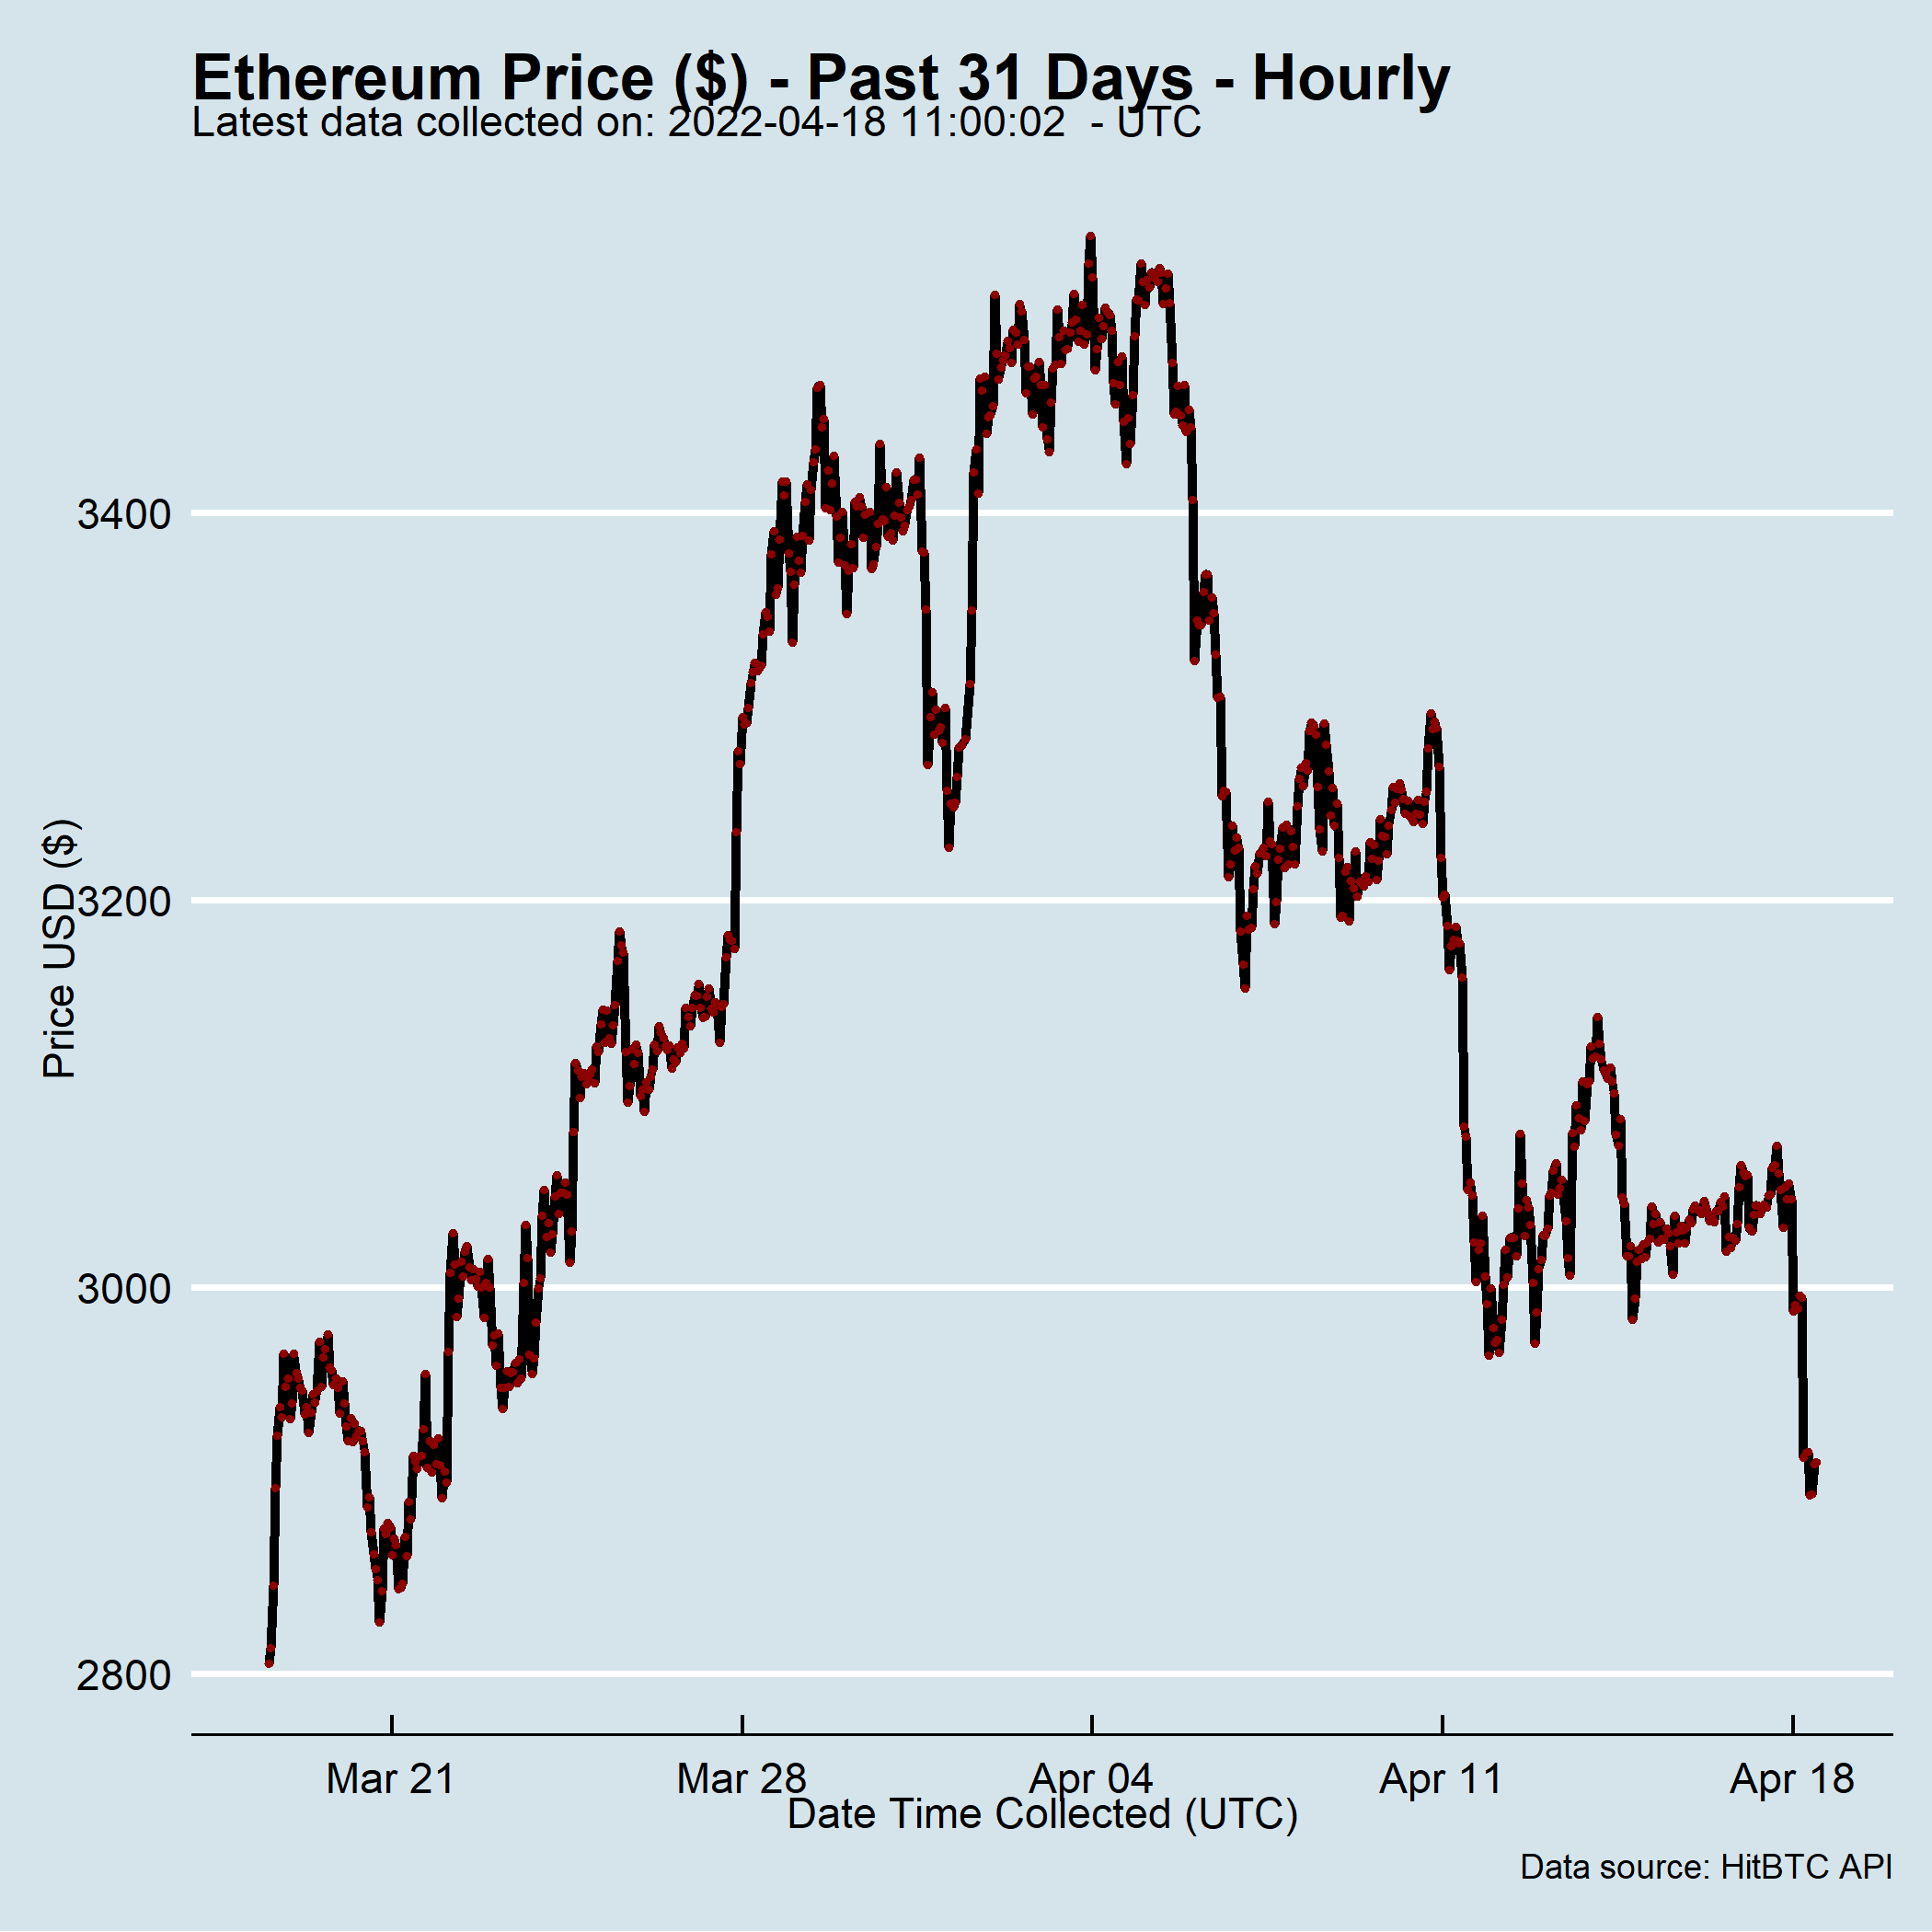 Ethereum Price ($) - Past 31 Days - Hourly
Latest data collected on: 2022-04-18 11:00:02  - UTC
Price USD ($)
3400
3200
3000
2800
Mar 21 Mar 28 Apr 04 Apr 11 Apr 18
Date Time Collected (UTC)
Data source: HitBTC API